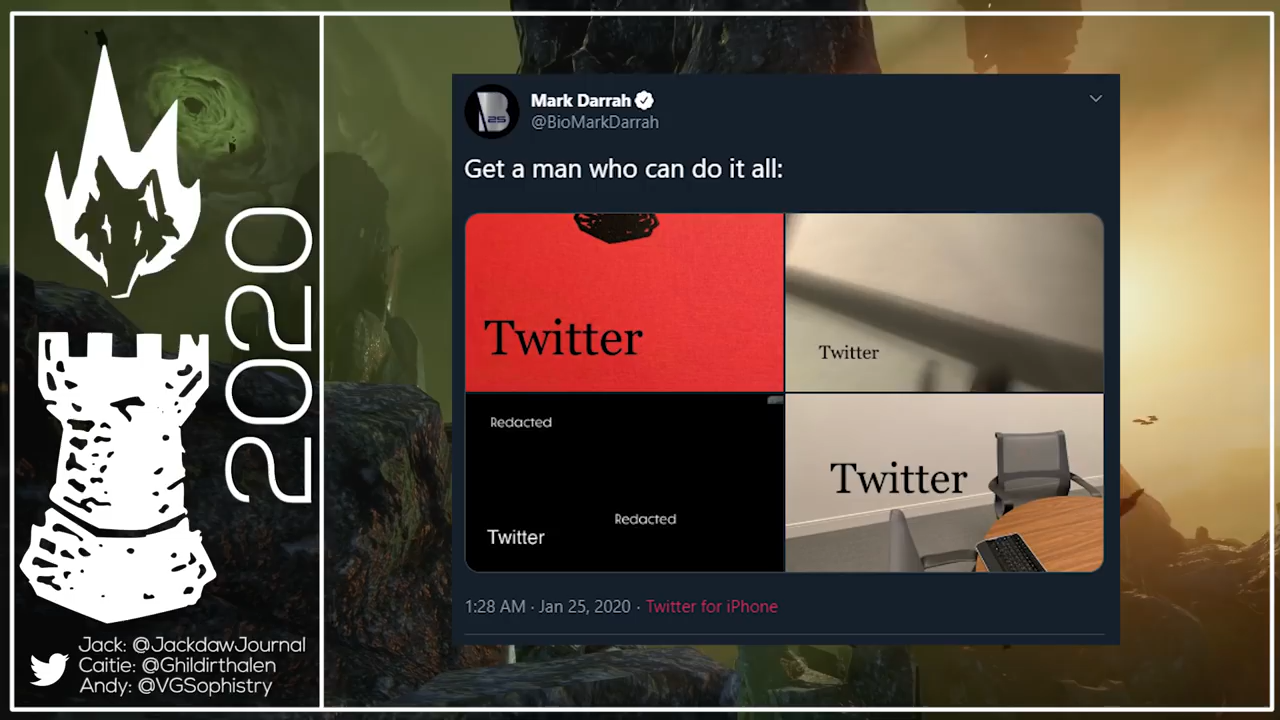 2020
Jack: @JackdawJournal
Caitie: @Ghildirthalen
Andy: @VGSophistry
Mark Darrah
@BioMarkDarrah
Get a man who can do it all:
Twitter
Twitter
Redacted
Redacted
Twitter
Twitter
1:28 AM · Jan 25, 2020 · Twitter for iPhone
25